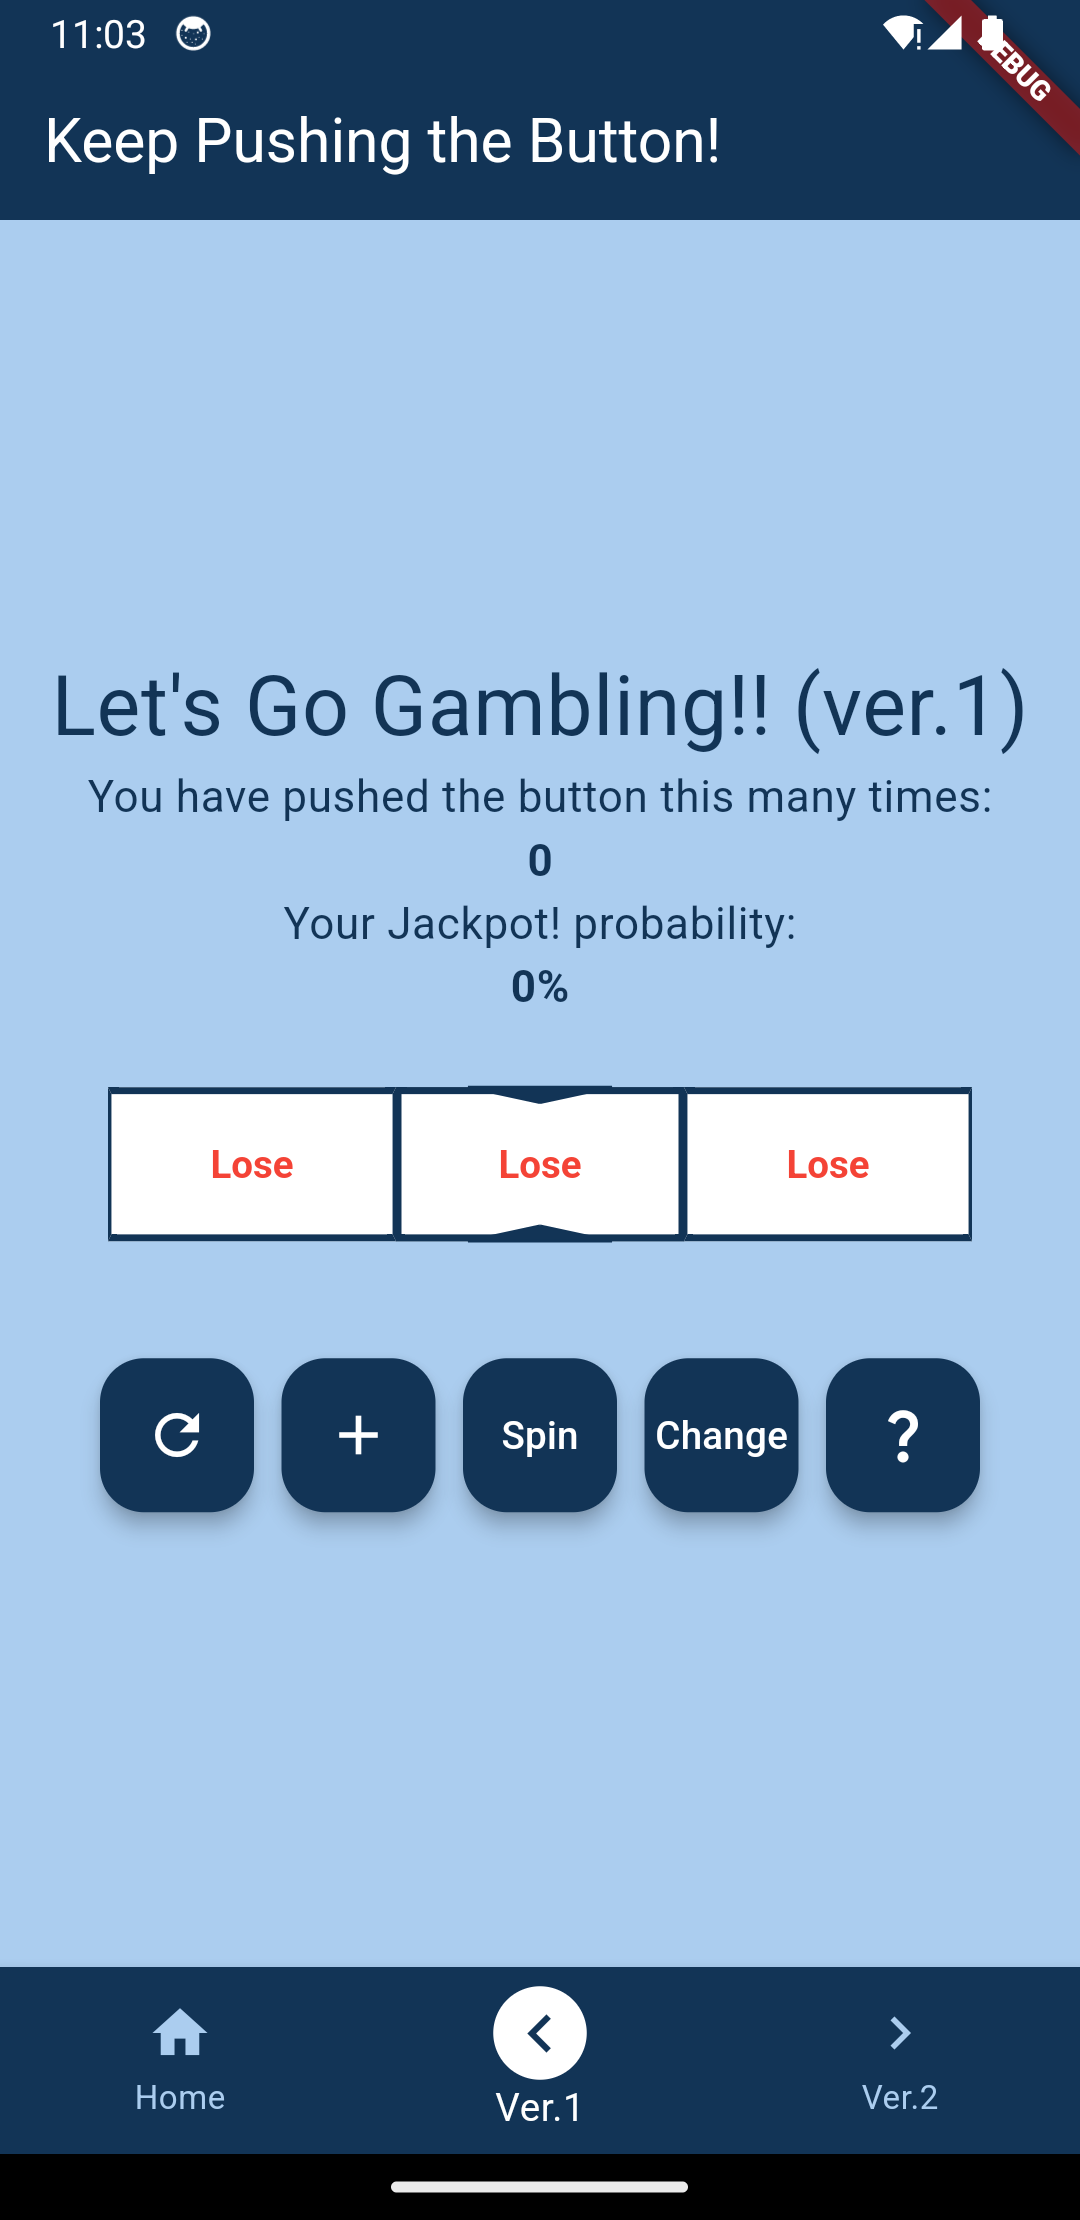 11:03
EBUG
Keep Pushing the Button!
Let's Go Gambling!! (ver.1)
You have pushed the button this many times:
0
Your Jackpot! probability:
0%
Lose Lose Lose
Spin Change ?
Home Ver.1 Ver.2